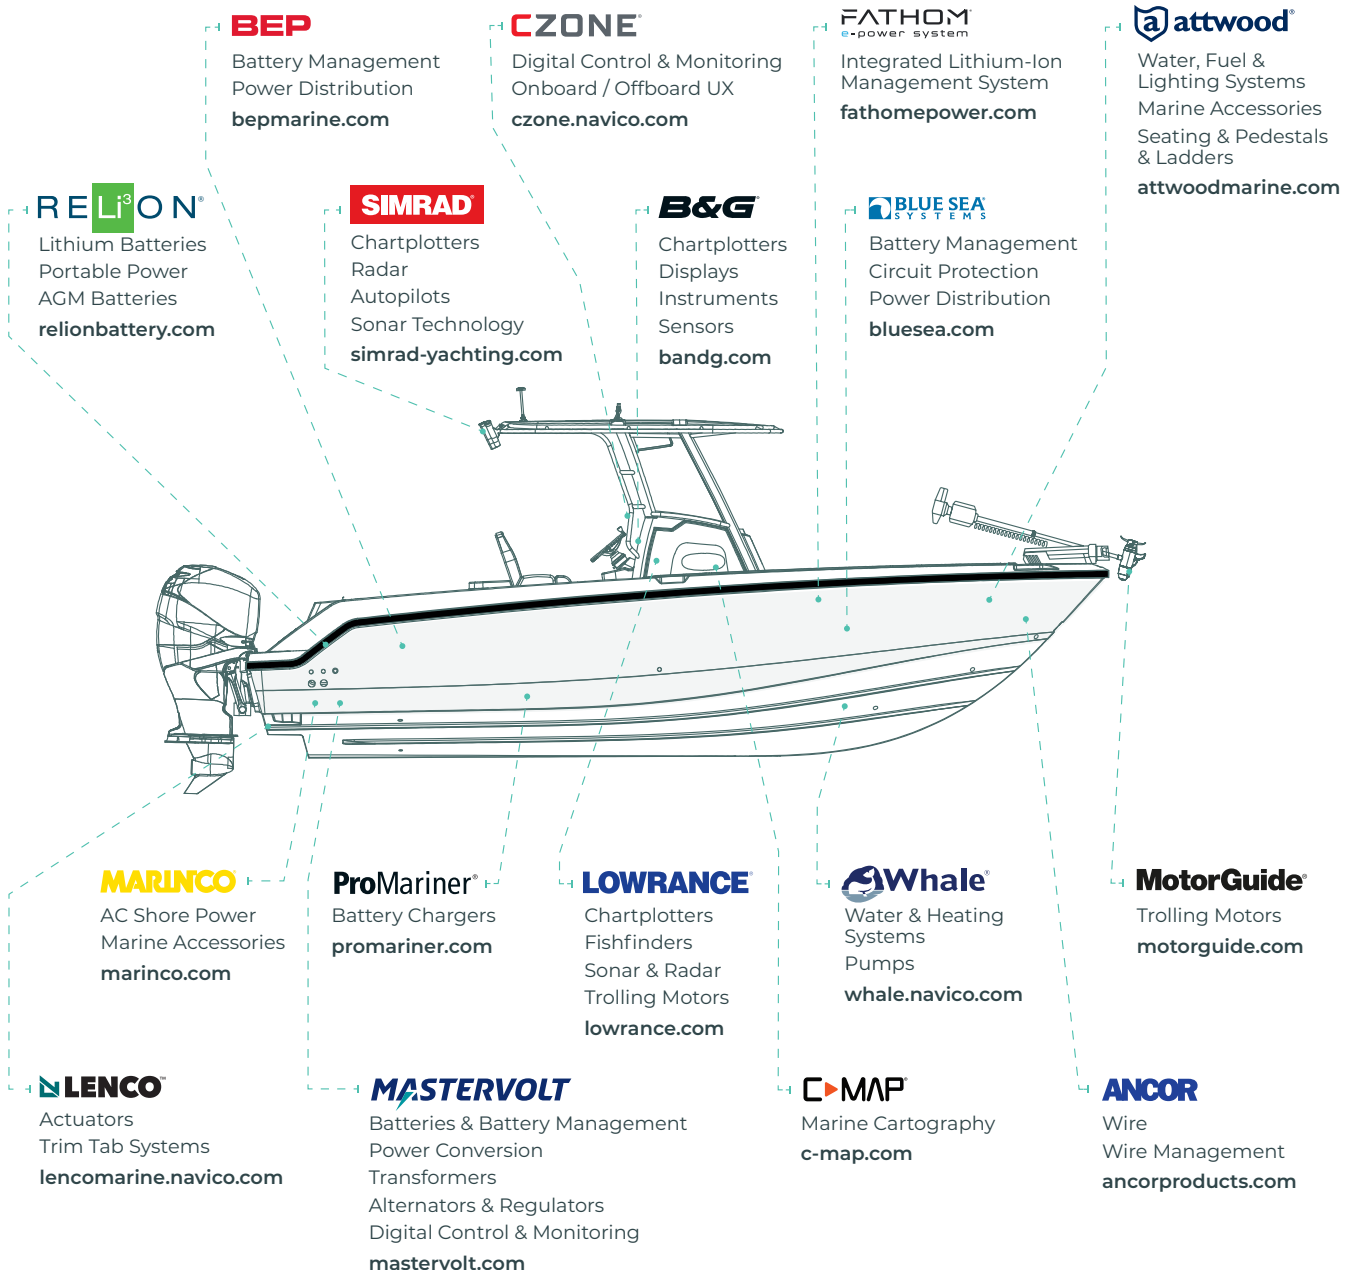 BEP
Battery Management
Power Distribution
bepmarine.com
CZONE®
Digital Control & Monitoring
Onboard / Offboard UX
czone.navico.com
FATHOM®
e-power system
Integrated Lithium-Ion
Management System
fathomepower.com
a attwood®
Water, Fuel &
Lighting Systems
Marine Accessories
Seating & Pedestals
& Ladders
attwoodmarine.com
RELi³ON®
Lithium Batteries
Portable Power
AGM Batteries
relionbattery.com
SIMRAD®
Chartplotters
Radar
Autopilots
Sonar Technology
simrad-yachting.com
B&G®
Chartplotters
Displays
Instruments
Sensors
bandg.com
BLUE SEA®
SYSTEMS
Battery Management
Circuit Protection
Power Distribution
bluesea.com
MARINCO
AC Shore Power
Marine Accessories
marinco.com
ProMariner®
Battery Chargers
promariner.com
LOWRANCE®
Chartplotters
Fishfinders
Sonar & Radar
Trolling Motors
lowrance.com
Whale®
Water & Heating
Systems
Pumps
whale.navico.com
MotorGuide®
Trolling Motors
motorguide.com
LENCO™
Actuators
Trim Tab Systems
lencomarine.navico.com
MASTERVOLT
Batteries & Battery Management
Power Conversion
Transformers
Alternators & Regulators
Digital Control & Monitoring
mastervolt.com
C-MAP®
Marine Cartography
c-map.com
ANCOR
Wire
Wire Management
ancorproducts.com